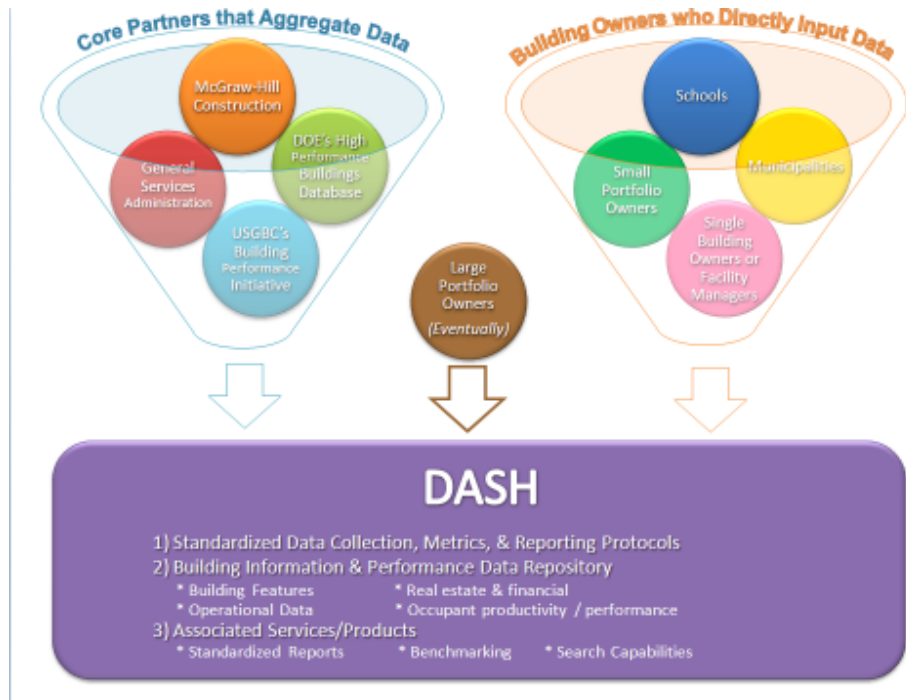 Core Partners that Aggregate Data
McGraw-Hill
Construction
DOE's High
Performance
Buildings
Database
General
Services
Administration
USGBC's
Building
Performance
Initiative
Large
Portfolio
Owners
(Eventually)
Building Owners who Directly Input Data
Schools
Small
Portfolio
Owners
Municipalities
Single
Building
Owners or
Facility
Managers
DASH
1) Standardized Data Collection, Metrics, & Reporting Protocols
2) Building Information & Performance Data Repository
* Building Features * Real estate & financial
* Operational Data * Occupant productivity / performance
3) Associated Services/Products
* Standardized Reports * Benchmarking * Search Capabilities